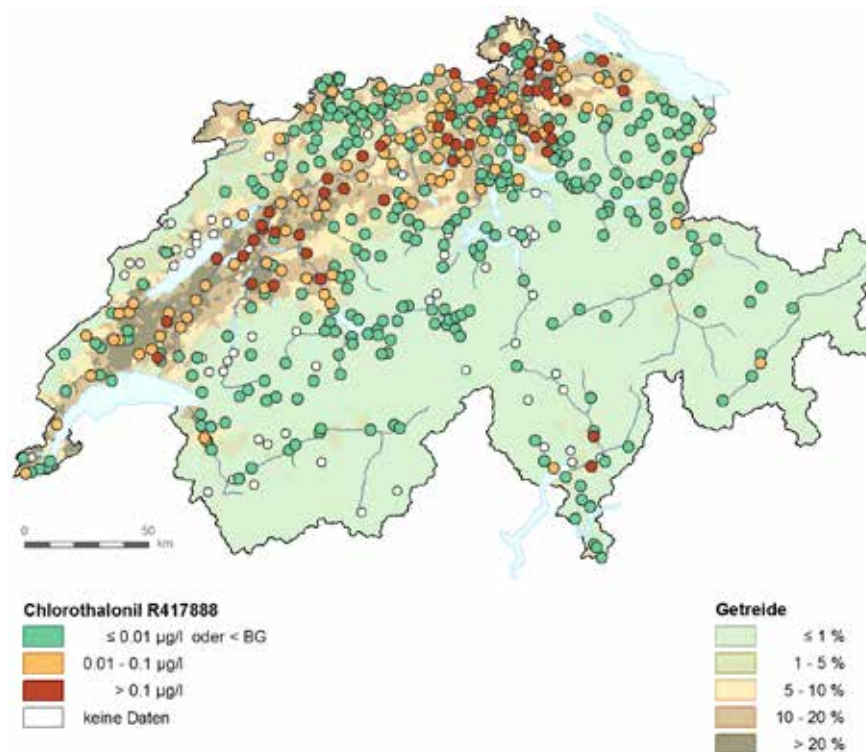 0 50
km
Chlorothalonil R417888
≤ 0.01 µg/l oder < BG
0.01 - 0.1 µg/l
> 0.1 µg/l
keine Daten
Getreide
≤ 1 %
1 - 5 %
5 - 10 %
10 - 20 %
> 20 %